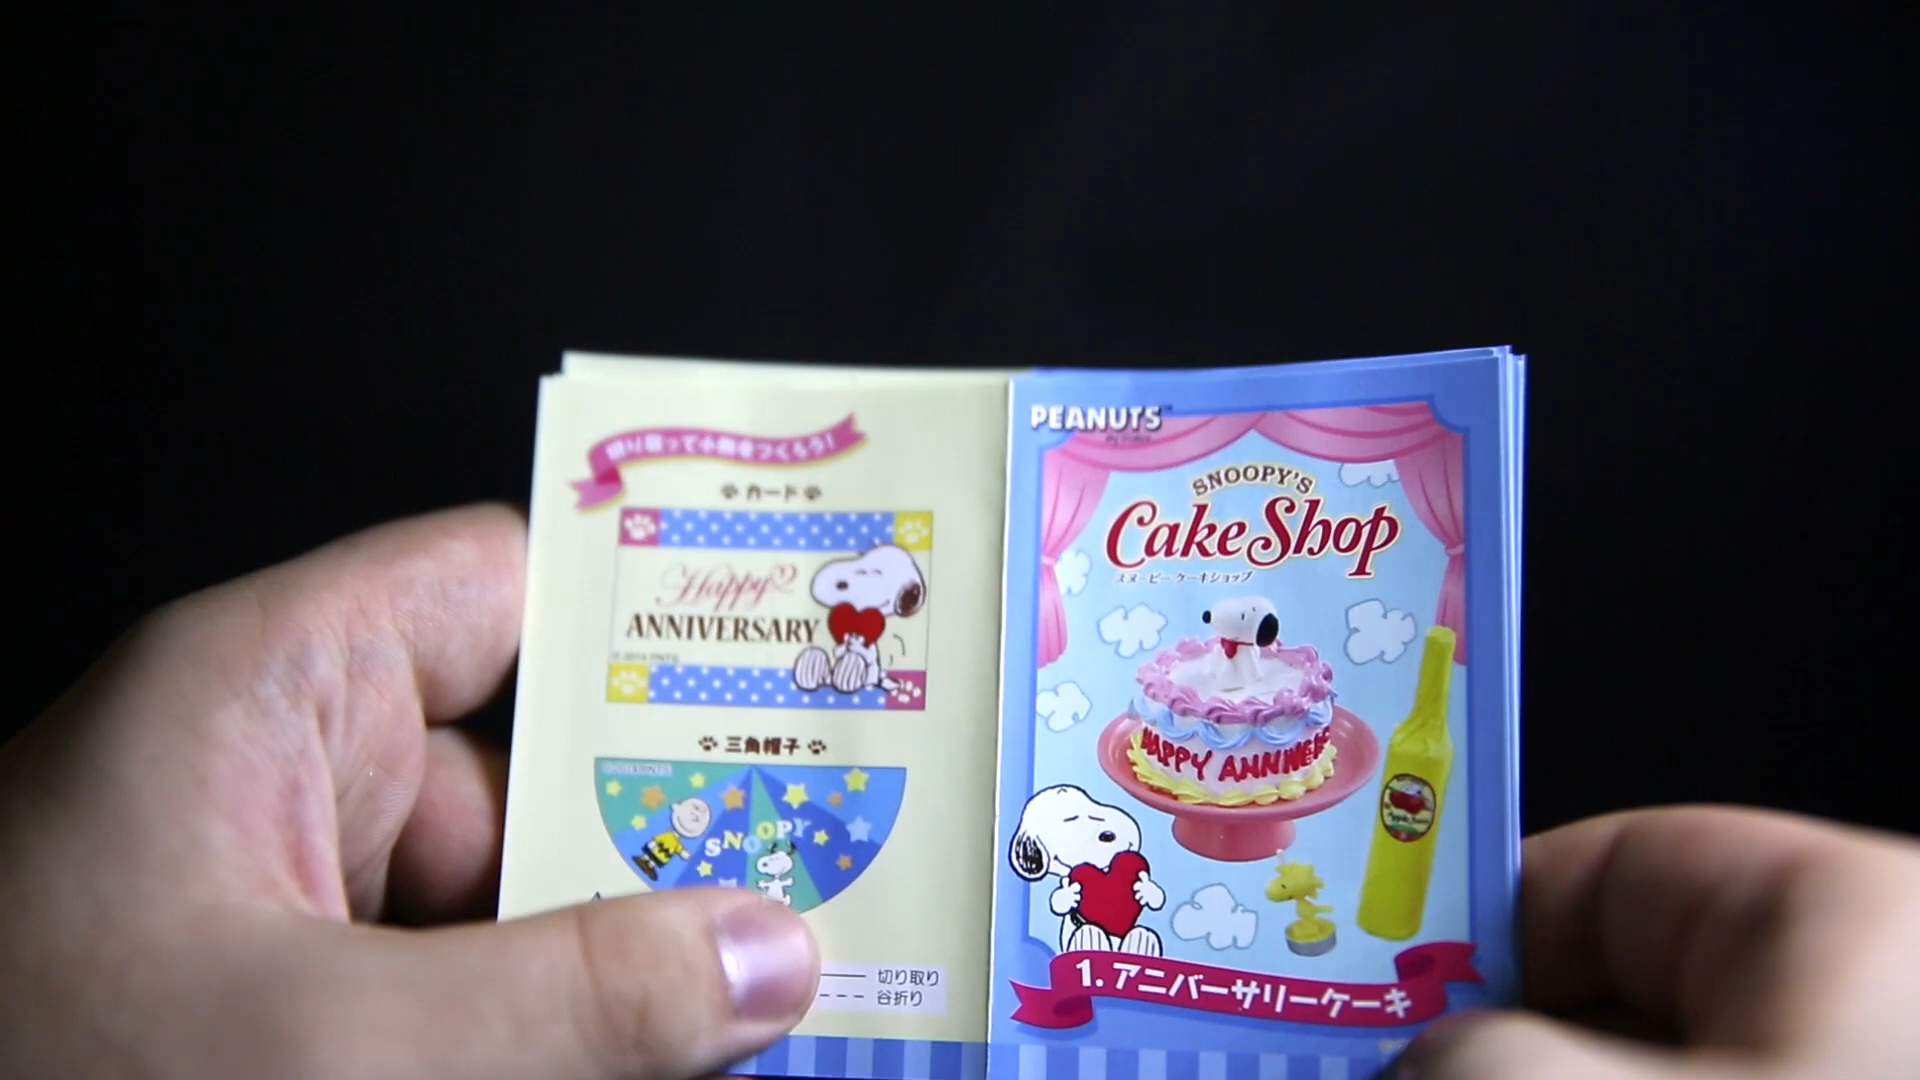 切り取って小物をつくろう!
カード
Happy
ANNIVERSARY
三角帽子
SNOOPY
切り取り
谷折り
PEANUTS
SNOOPY'S
Cake Shop
スヌーピー ケーキショップ
HAPPY
1. アニバーサリーケーキ